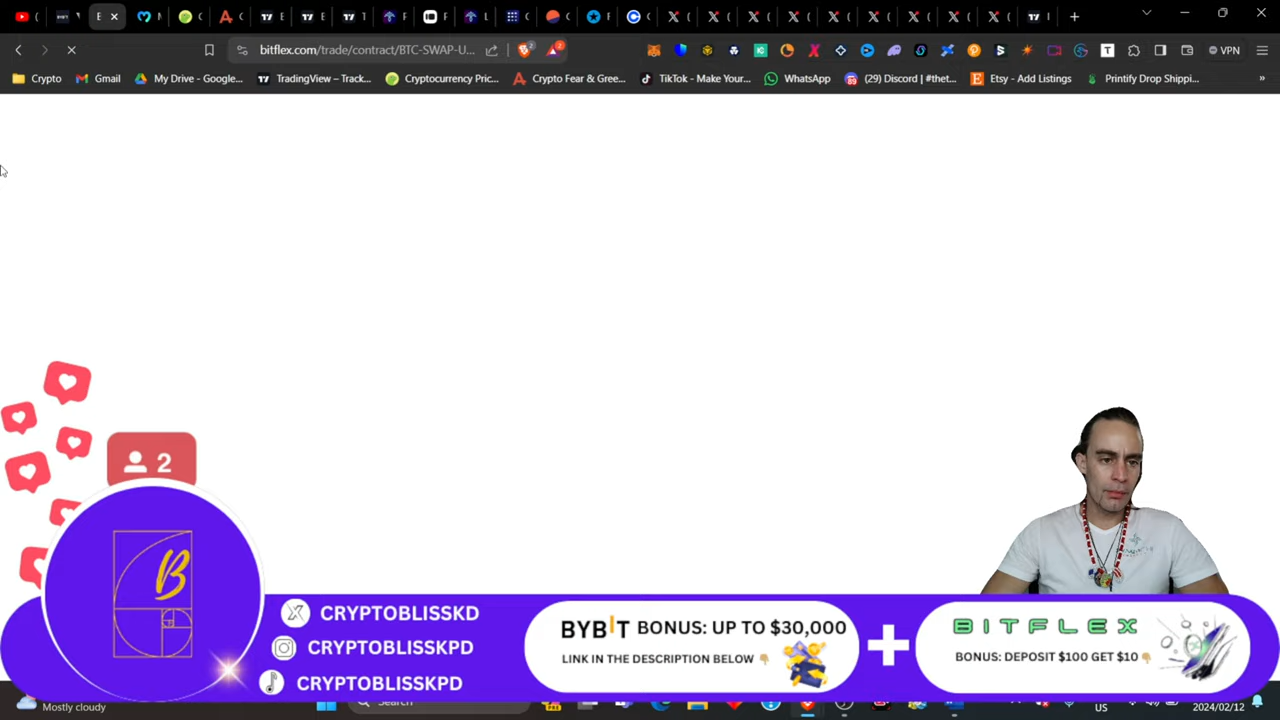 bitflex.com/trade/contract/BTC-SWAP-U...
VPN
Crypto
Gmail
My Drive - Google...
TradingView – Track...
Cryptocurrency Pric...
Crypto Fear & Gree...
TikTok - Make Your...
WhatsApp
(29) Discord | #thet...
Etsy - Add Listings
Printify Drop Shippi...
2
B
CRYPTOBLISSKD
CRYPTOBLISSKPD
CRYPTOBLISSKPD
BYBIT BONUS: UP TO $30,000
LINK IN THE DESCRIPTION BELOW
BITFLEX
BONUS: DEPOSIT $100 GET $10
Mostly cloudy
Search
US
2024/02/12